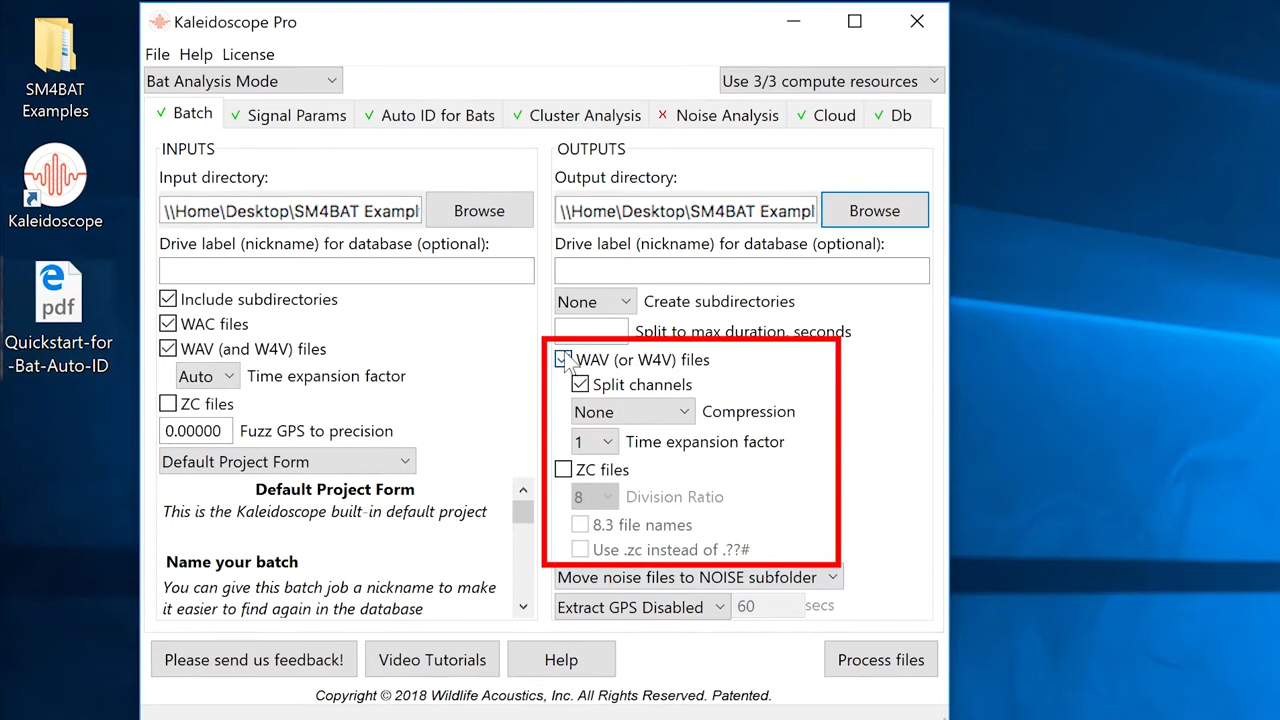 SM4BAT
Examples
Kaleidoscope
pdf
Quickstart-for
-Bat-Auto-ID
Kaleidoscope Pro
File Help License
Bat Analysis Mode
Use 3/3 compute resources
Batch
Signal Params
Auto ID for Bats
Cluster Analysis
Noise Analysis
Cloud
Db
INPUTS
Input directory:
\\Home\Desktop\SM4BAT Exampl
Browse
Drive label (nickname) for database (optional):
Include subdirectories
WAC files
WAV (and W4V) files
Auto Time expansion factor
ZC files
0.00000 Fuzz GPS to precision
Default Project Form
Default Project Form
This is the Kaleidoscope built-in default project
Name your batch
You can give this batch job a nickname to make
it easier to find again in the database
OUTPUTS
Output directory:
\\Home\Desktop\SM4BAT Exampl
Browse
Drive label (nickname) for database (optional):
None Create subdirectories
Split to max duration, seconds
WAV (or W4V) files
Split channels
None Compression
1 Time expansion factor
ZC files
8 Division Ratio
8.3 file names
Use .zc instead of .??#
Move noise files to NOISE subfolder
Extract GPS Disabled 60 secs
Please send us feedback!
Video Tutorials
Help
Process files
Copyright © 2018 Wildlife Acoustics, Inc. All Rights Reserved. Patented.